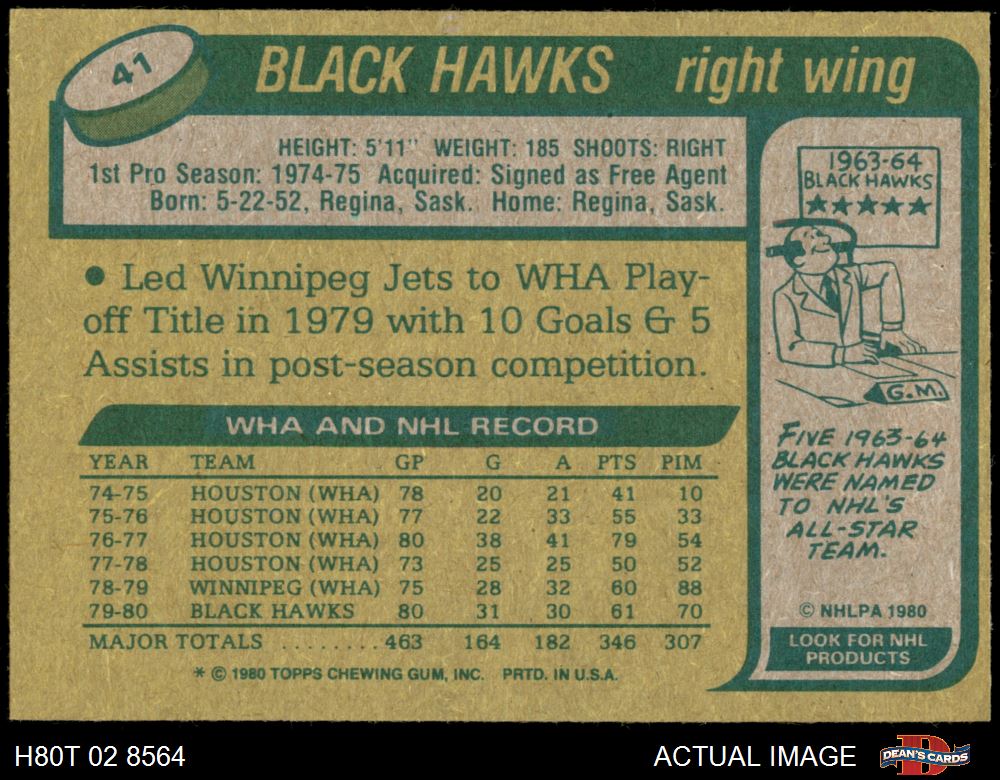 41
BLACK HAWKS right wing
HEIGHT: 5'11" WEIGHT: 185 SHOOTS: RIGHT
1st Pro Season: 1974-75 Acquired: Signed as Free Agent
Born: 5-22-52, Regina, Sask. Home: Regina, Sask.
● Led Winnipeg Jets to WHA Play-
off Title in 1979 with 10 Goals & 5
Assists in post-season competition.
WHA AND NHL RECORD
YEAR TEAM GP G A PTS PIM
74-75 HOUSTON (WHA) 78 20 21 41 10
75-76 HOUSTON (WHA) 77 22 33 55 33
76-77 HOUSTON (WHA) 80 38 41 79 54
77-78 HOUSTON (WHA) 73 25 25 50 52
78-79 WINNIPEG (WHA) 75 28 32 60 88
79-80 BLACK HAWKS 80 31 30 61 70
MAJOR TOTALS ........ 463 164 182 346 307
* © 1980 TOPPS CHEWING GUM, INC. PRTD. IN U.S.A.
1963-64
BLACK HAWKS
★★★★★
G.M.
FIVE 1963-64
BLACK HAWKS
WERE NAMED
TO NHL'S
ALL-STAR
TEAM.
© NHLPA 1980
LOOK FOR NHL
PRODUCTS
H80T 02 8564
ACTUAL IMAGE
DEAN'S CARDS